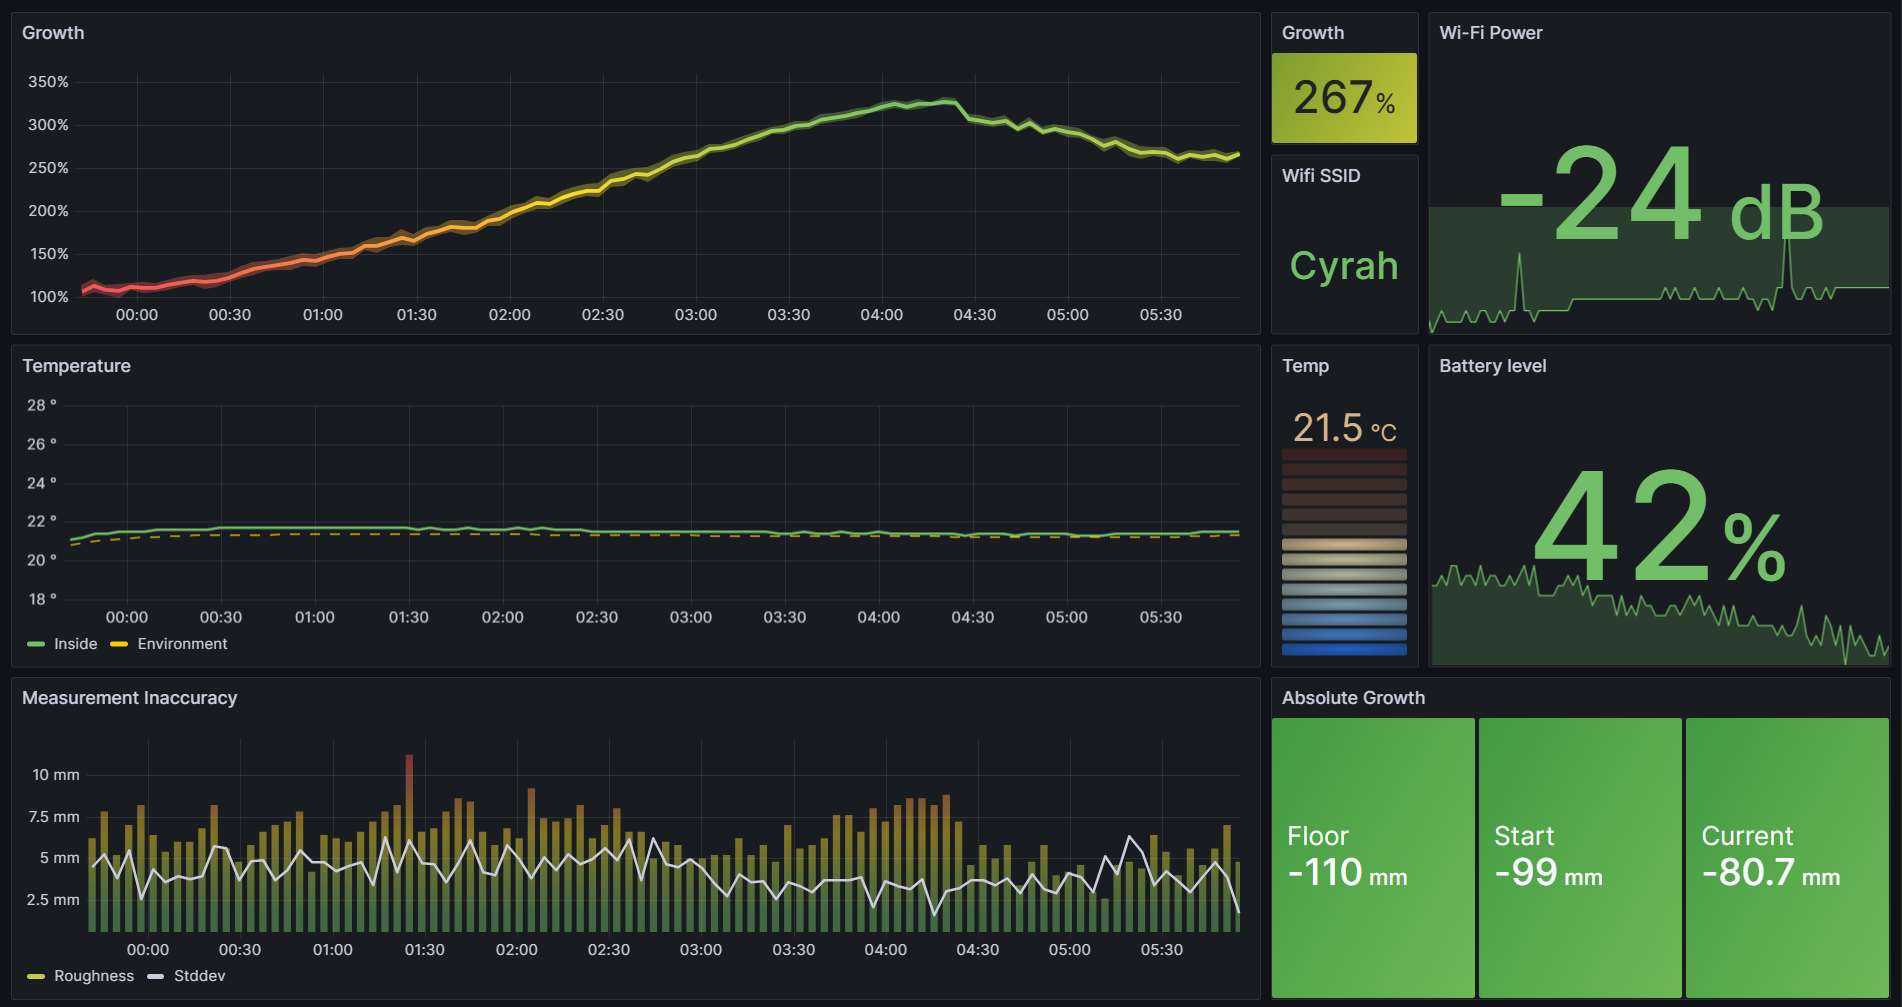 Growth
350%
300%
250%
200%
150%
100%
00:00 00:30 01:00 01:30 02:00 02:30 03:00 03:30 04:00 04:30 05:00 05:30
Growth
267%
Wifi SSID
Cyrah
Wi-Fi Power
-24 dB
Temperature
28 °
26 °
24 °
22 °
20 °
18 °
00:00 00:30 01:00 01:30 02:00 02:30 03:00 03:30 04:00 04:30 05:00 05:30
Inside Environment
Temp
21.5 °C
Battery level
42%
Measurement Inaccuracy
10 mm
7.5 mm
5 mm
2.5 mm
00:00 00:30 01:00 01:30 02:00 02:30 03:00 03:30 04:00 04:30 05:00 05:30
Roughness Stddev
Absolute Growth
Floor
-110 mm
Start
-99 mm
Current
-80.7 mm